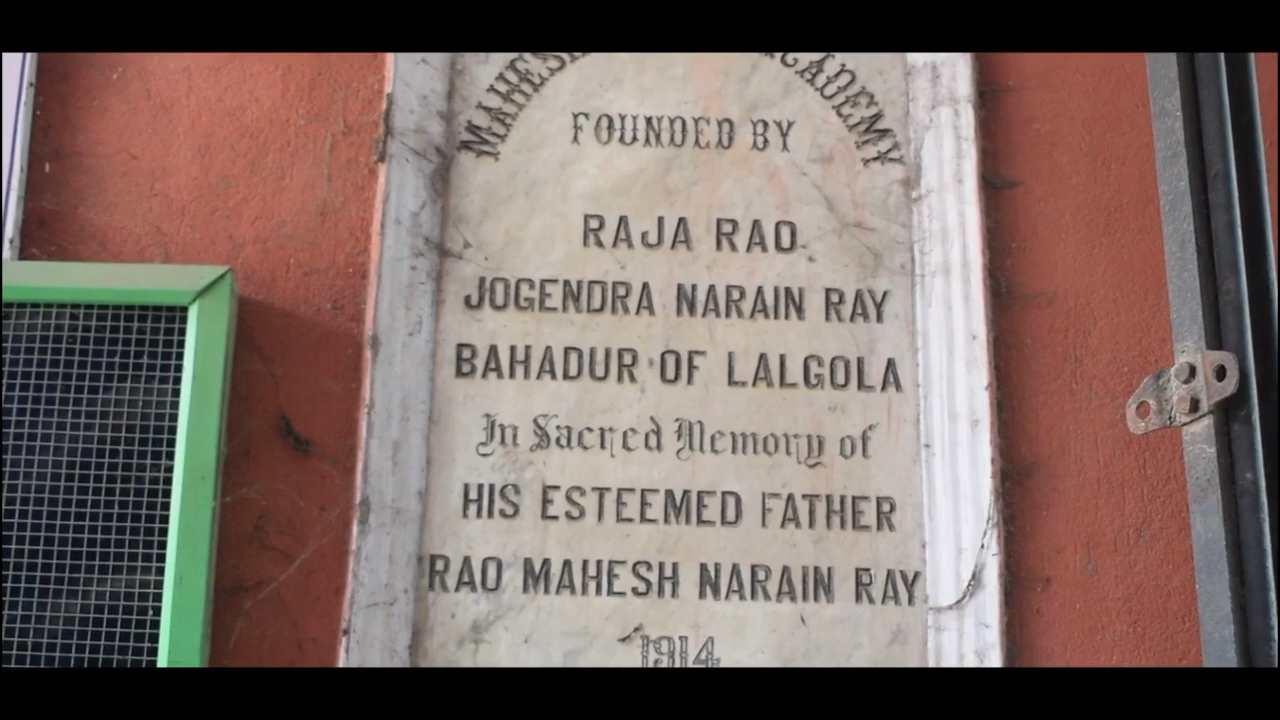 ACADEMY
FOUNDED BY
RAJA RAO
JOGENDRA NARAIN RAY
BAHADUR OF LALGOLA
In Sacred Memory of
HIS ESTEEMED FATHER
RAO MAHESH NARAIN RAY
1914